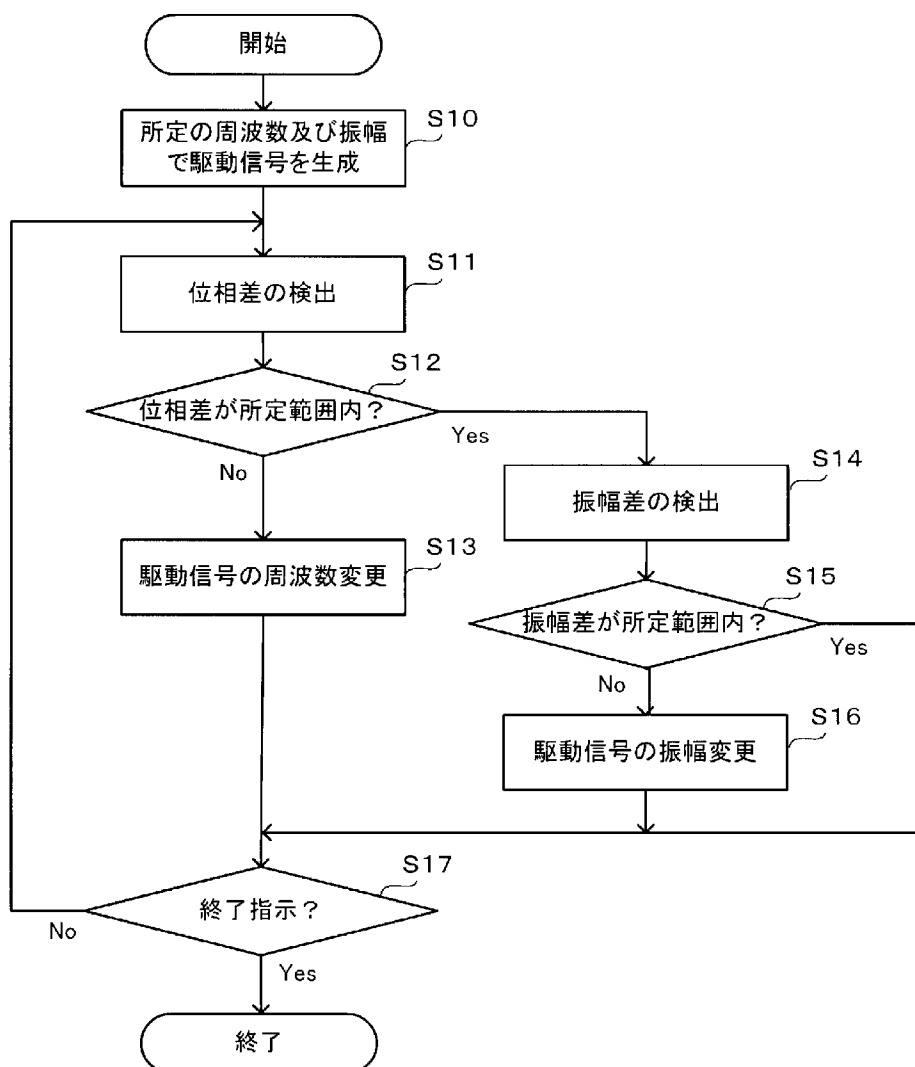 開始
所定の周波数及び振幅
で駆動信号を生成
S10
位相差の検出
S11
位相差が所定範囲内？
S12
Yes
No
振幅差の検出
S14
駆動信号の周波数変更
S13
振幅差が所定範囲内？
S15
Yes
No
駆動信号の振幅変更
S16
終了指示？
S17
No
Yes
終了